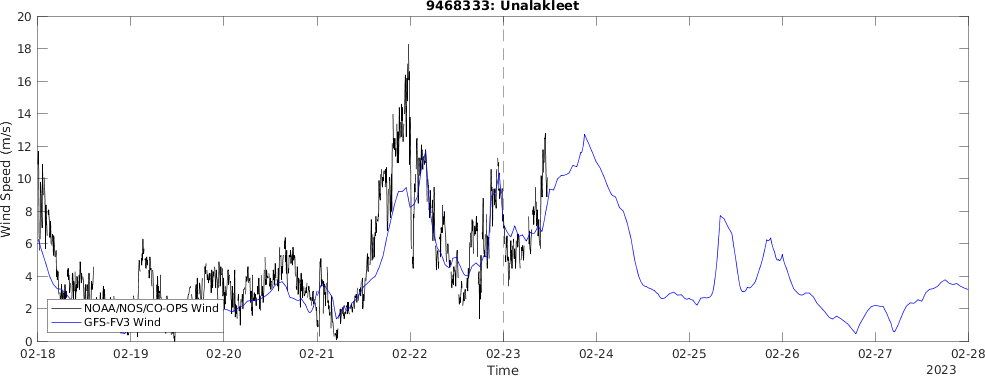 9468333: Unalakleet
20
18
16
14
12
10
8
6
4
2
0
Wind Speed (m/s)
NOAA/NOS/CO-OPS Wind
GFS-FV3 Wind
02-18 02-19 02-20 02-21 02-22 02-23 02-24 02-25 02-26 02-27 02-28
Time
2023